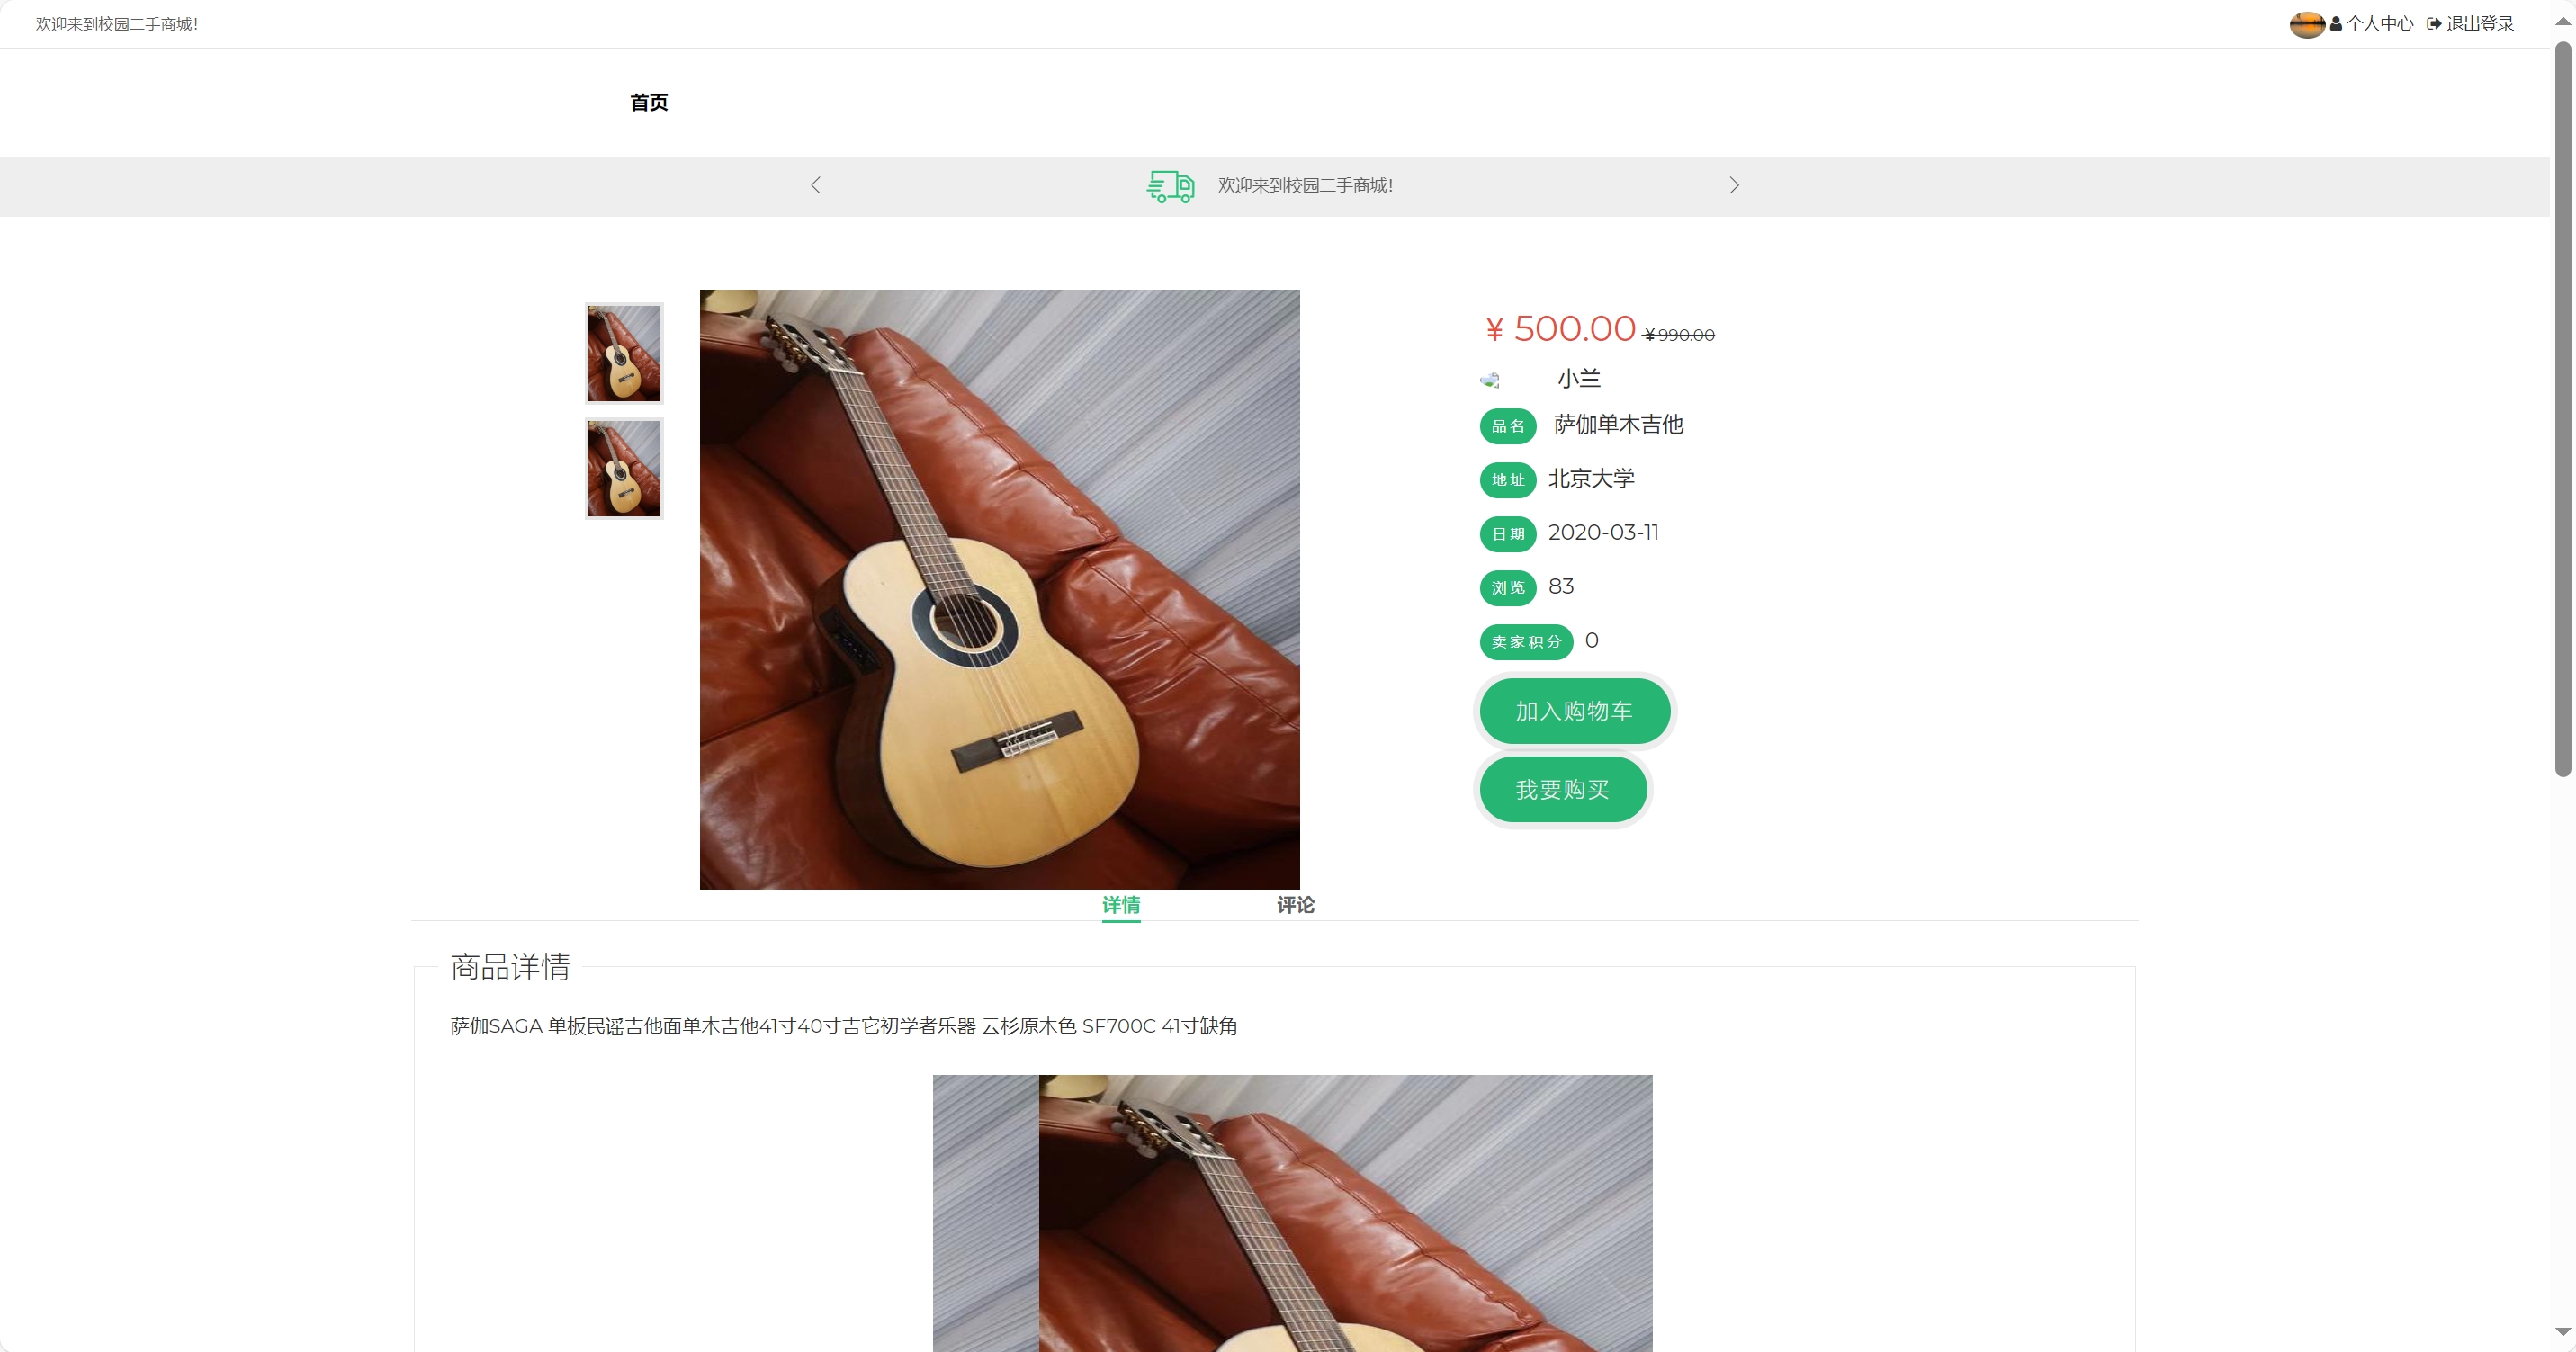 欢迎来到校园二手商城!
个人中心 退出登录
首页
欢迎来到校园二手商城!
¥ 500.00 ¥990.00
小兰
品名 萨伽单木吉他
地址 北京大学
日期 2020-03-11
浏览 83
卖家积分 0
加入购物车
我要购买
详情 评论
商品详情
萨伽SAGA 单板民谣吉他面单木吉他41寸40寸吉它初学者乐器 云杉原木色 SF700C 41寸缺角